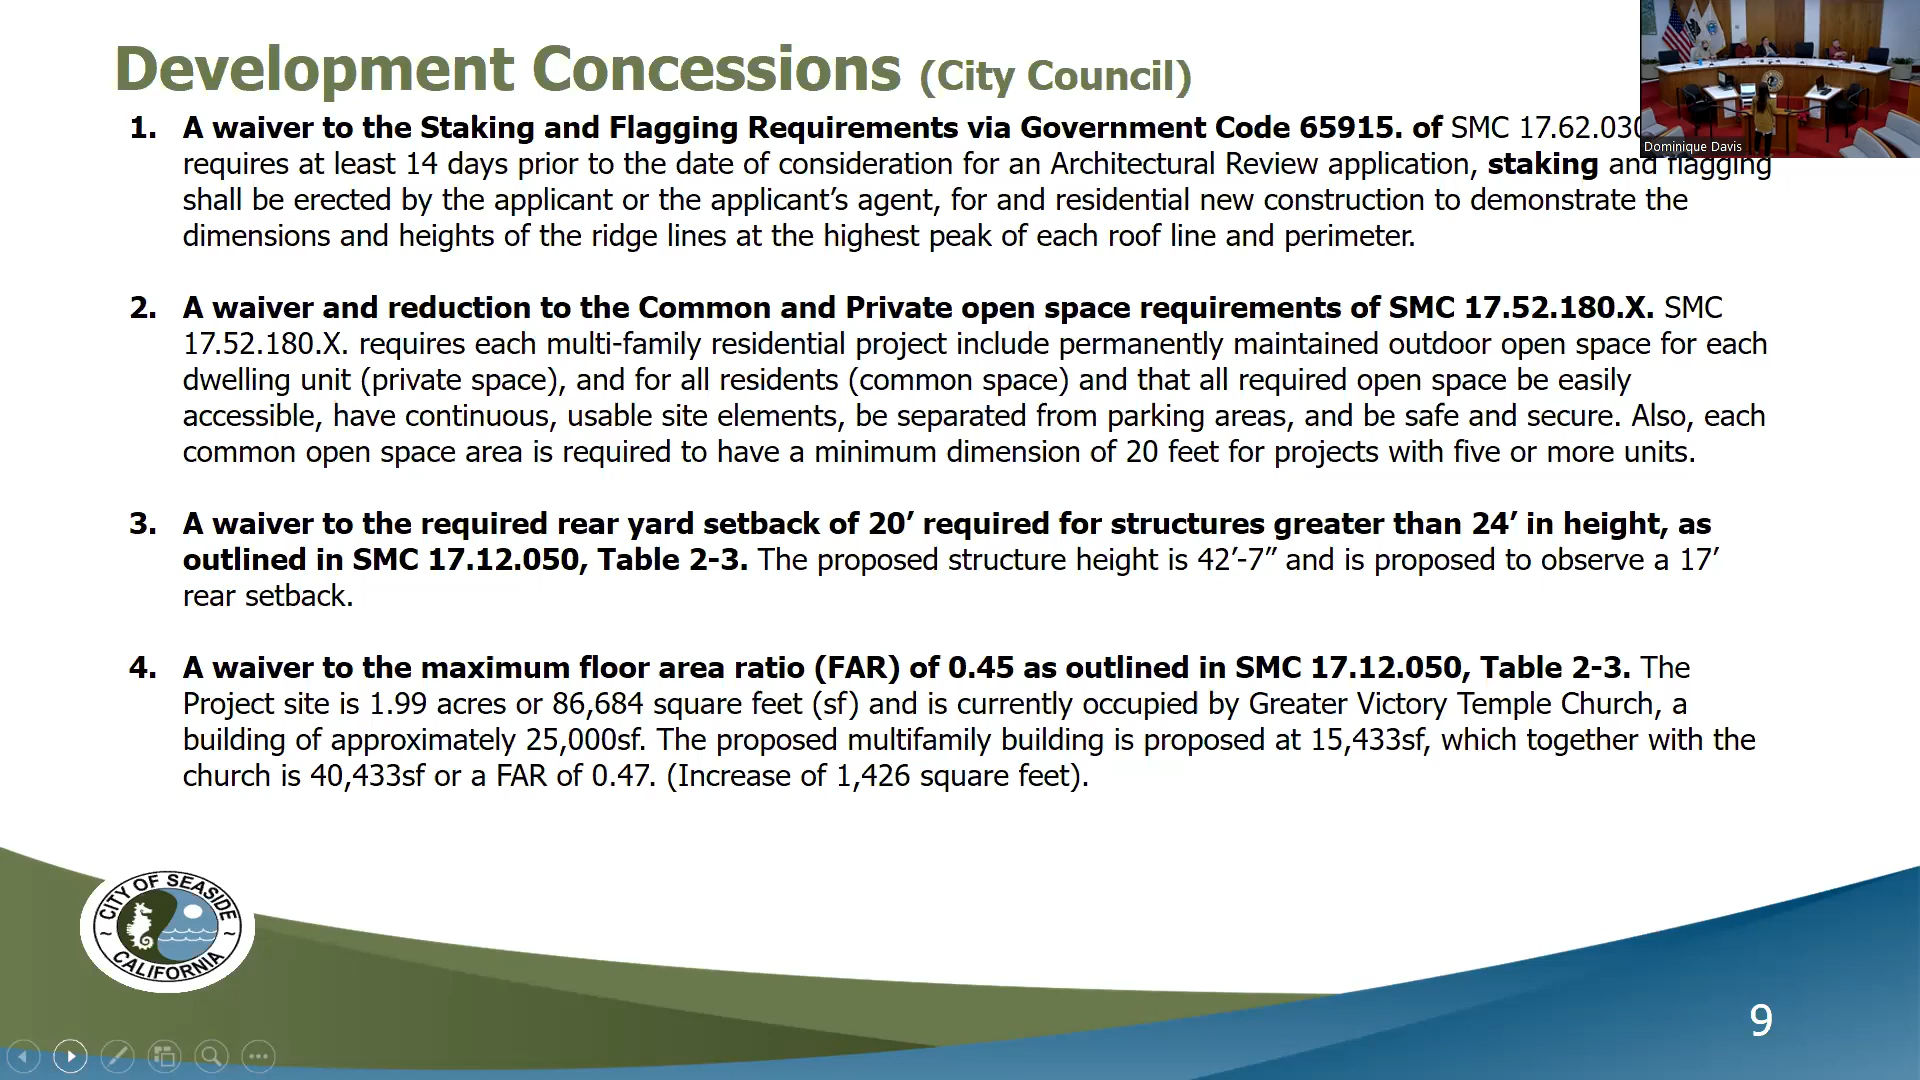 Development Concessions (City Council)
1. A waiver to the Staking and Flagging Requirements via Government Code 65915. of SMC 17.62.030
requires at least 14 days prior to the date of consideration for an Architectural Review application, staking and flagging
shall be erected by the applicant or the applicant’s agent, for and residential new construction to demonstrate the
dimensions and heights of the ridge lines at the highest peak of each roof line and perimeter.
2. A waiver and reduction to the Common and Private open space requirements of SMC 17.52.180.X. SMC
17.52.180.X. requires each multi-family residential project include permanently maintained outdoor open space for each
dwelling unit (private space), and for all residents (common space) and that all required open space be easily
accessible, have continuous, usable site elements, be separated from parking areas, and be safe and secure. Also, each
common open space area is required to have a minimum dimension of 20 feet for projects with five or more units.
3. A waiver to the required rear yard setback of 20’ required for structures greater than 24’ in height, as
outlined in SMC 17.12.050, Table 2-3. The proposed structure height is 42’-7” and is proposed to observe a 17’
rear setback.
4. A waiver to the maximum floor area ratio (FAR) of 0.45 as outlined in SMC 17.12.050, Table 2-3. The
Project site is 1.99 acres or 86,684 square feet (sf) and is currently occupied by Greater Victory Temple Church, a
building of approximately 25,000sf. The proposed multifamily building is proposed at 15,433sf, which together with the
church is 40,433sf or a FAR of 0.47. (Increase of 1,426 square feet).
Dominique Davis
CITY OF SEASIDE
~ ~
CALIFORNIA
9